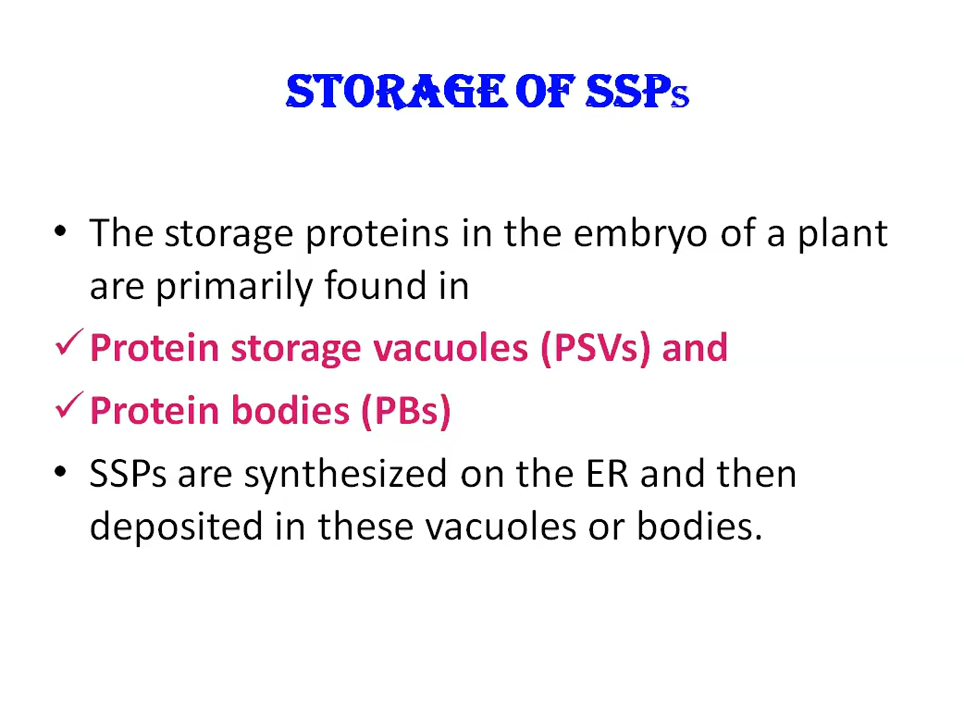 STORAGE OF SSPs
• The storage proteins in the embryo of a plant
are primarily found in
✓ Protein storage vacuoles (PSVs) and
✓ Protein bodies (PBs)
• SSPs are synthesized on the ER and then
deposited in these vacuoles or bodies.